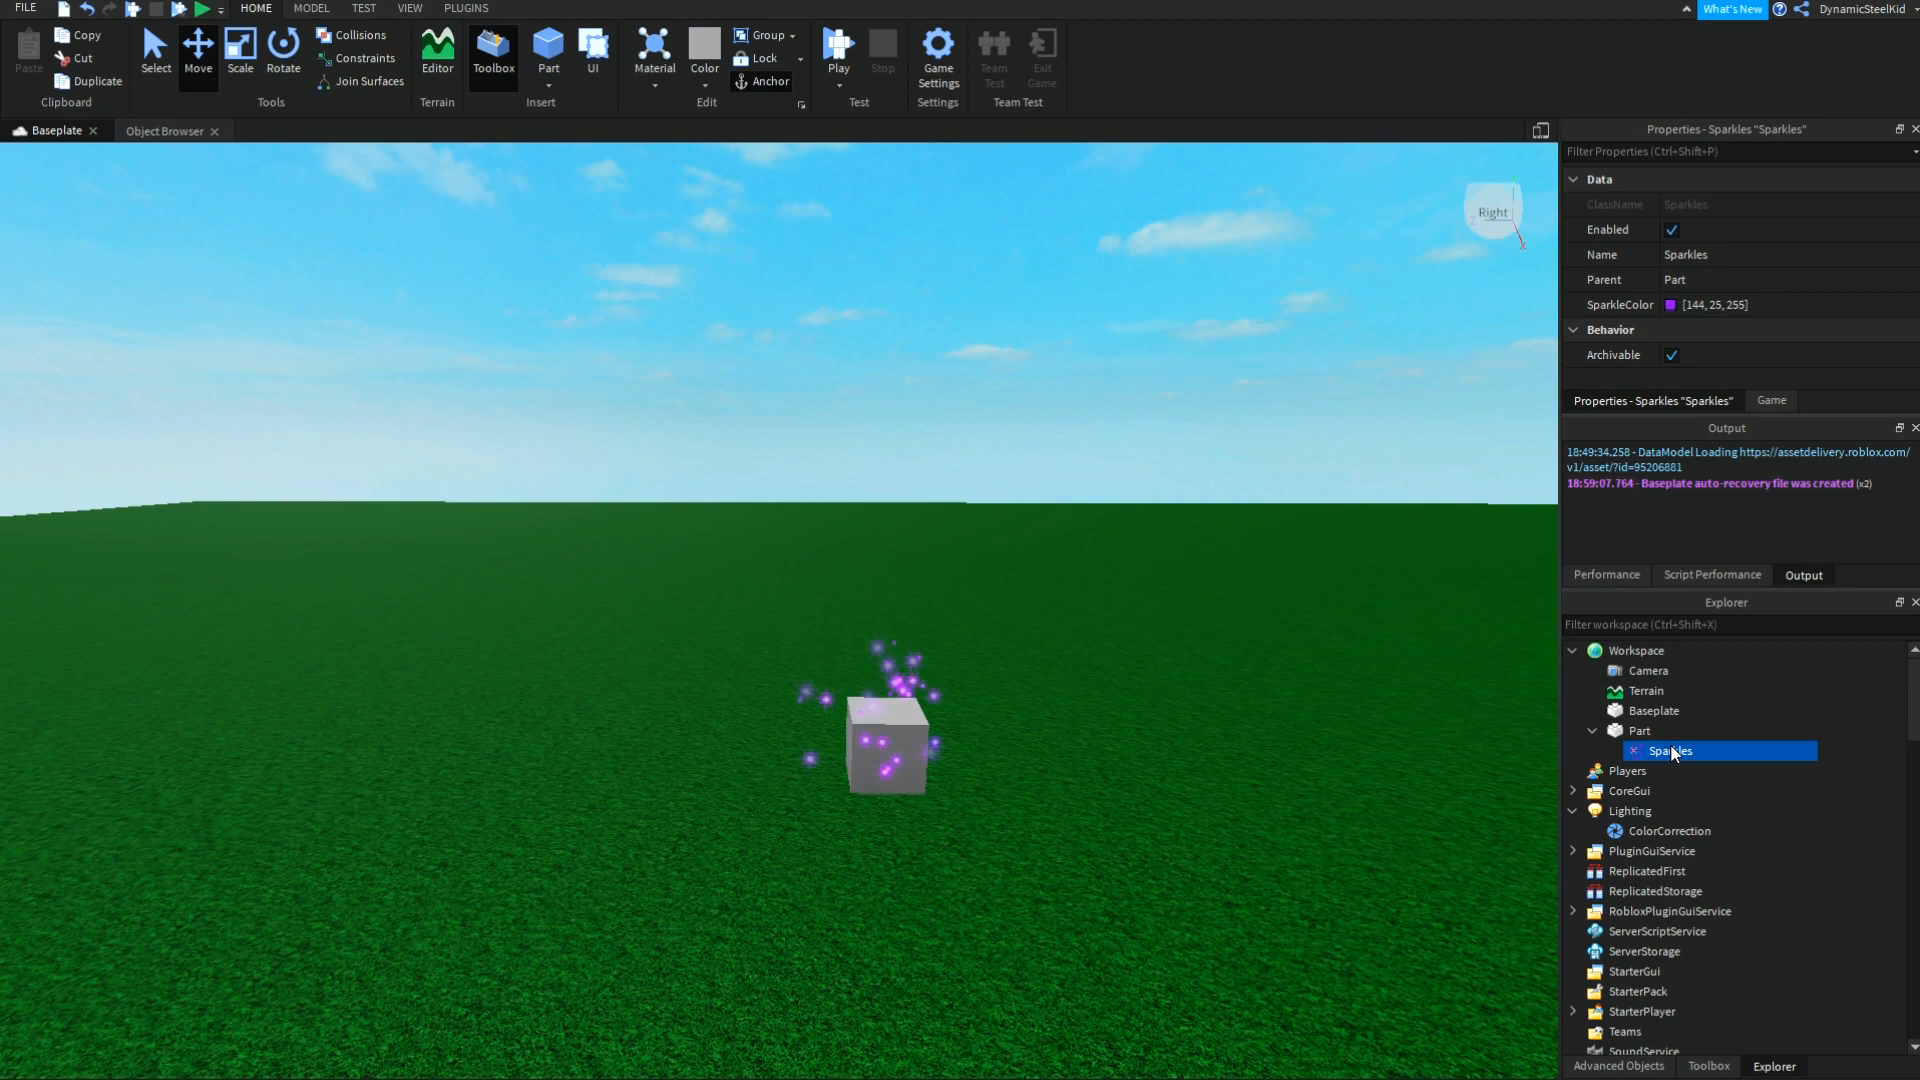 FILE
HOME
MODEL
TEST
VIEW
PLUGINS
What's New
DynamicSteelKid
Paste
Copy
Cut
Duplicate
Clipboard
Select
Move
Scale
Rotate
Collisions
Constraints
Join Surfaces
Tools
Editor
Terrain
Toolbox
Part
UI
Insert
Material
Color
Group
Lock
Anchor
Edit
Play
Stop
Test
Game
Settings
Settings
Team
Test
Exit
Game
Team Test
Baseplate
Object Browser
Right
Z
X
Properties - Sparkles "Sparkles"
Filter Properties (Ctrl+Shift+P)
Data
ClassName Sparkles
Enabled
Name Sparkles
Parent Part
SparkleColor [144, 25, 255]
Behavior
Archivable
Properties - Sparkles "Sparkles"
Game
Output
18:49:34.258 - DataModel Loading https://assetdelivery.roblox.com/
v1/asset/?id=95206881
18:59:07.764 - Baseplate auto-recovery file was created (x2)
Performance
Script Performance
Output
Explorer
Filter workspace (Ctrl+Shift+X)
Workspace
Camera
Terrain
Baseplate
Part
Sparkles
Players
CoreGui
Lighting
ColorCorrection
PluginGuiService
ReplicatedFirst
ReplicatedStorage
RobloxPluginGuiService
ServerScriptService
ServerStorage
StarterGui
StarterPack
StarterPlayer
Teams
SoundService
Advanced Objects
Toolbox
Explorer